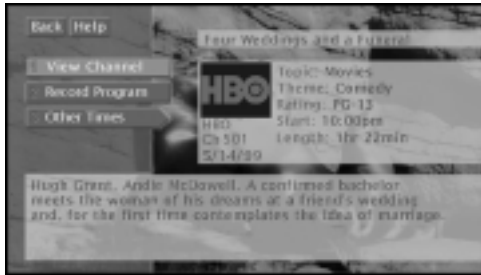 Back Help
Four Weddings and a Funeral
View Channel
Record Program
Other Times
HBO
HBO
Ch 501
5/14/99
Topic: Movies
Theme: Comedy
Rating: PG-13
Start: 10:00pm
Length: 1hr 22min
Hugh Grant, Andie McDowell. A confirmed bachelor
meets the woman of his dreams at a friend's wedding
and, for the first time contemplates the idea of marriage.